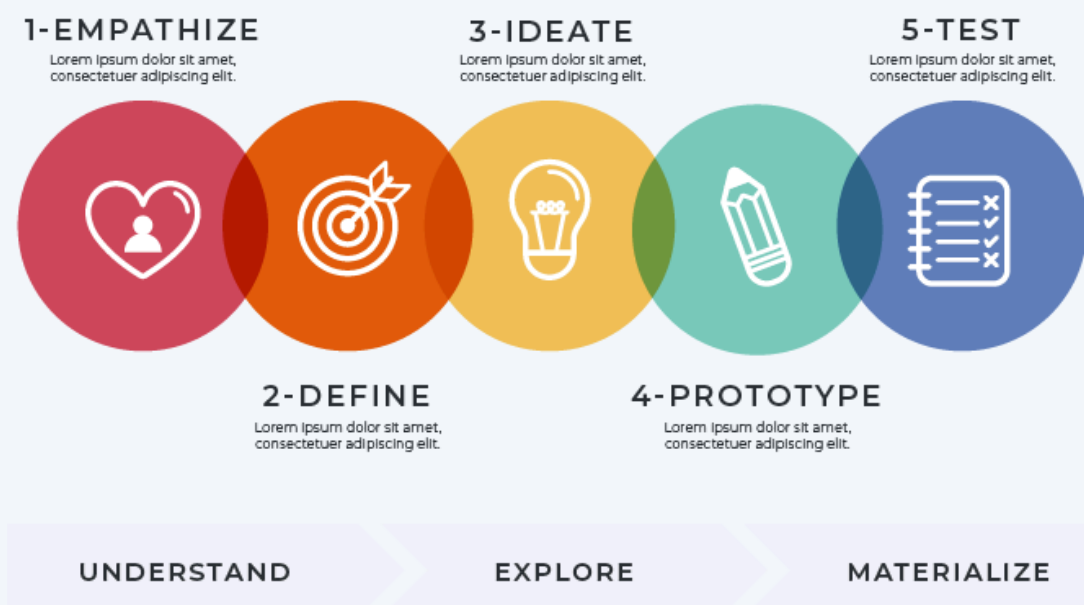 1-EMPATHIZE
Lorem ipsum dolor sit amet,
consectetuer adipiscing elit.
3-IDEATE
Lorem ipsum dolor sit amet,
consectetuer adipiscing elit.
5-TEST
Lorem ipsum dolor sit amet,
consectetuer adipiscing elit.
2-DEFINE
Lorem ipsum dolor sit amet,
consectetuer adipiscing elit.
4-PROTOTYPE
Lorem ipsum dolor sit amet,
consectetuer adipiscing elit.
UNDERSTAND
EXPLORE
MATERIALIZE